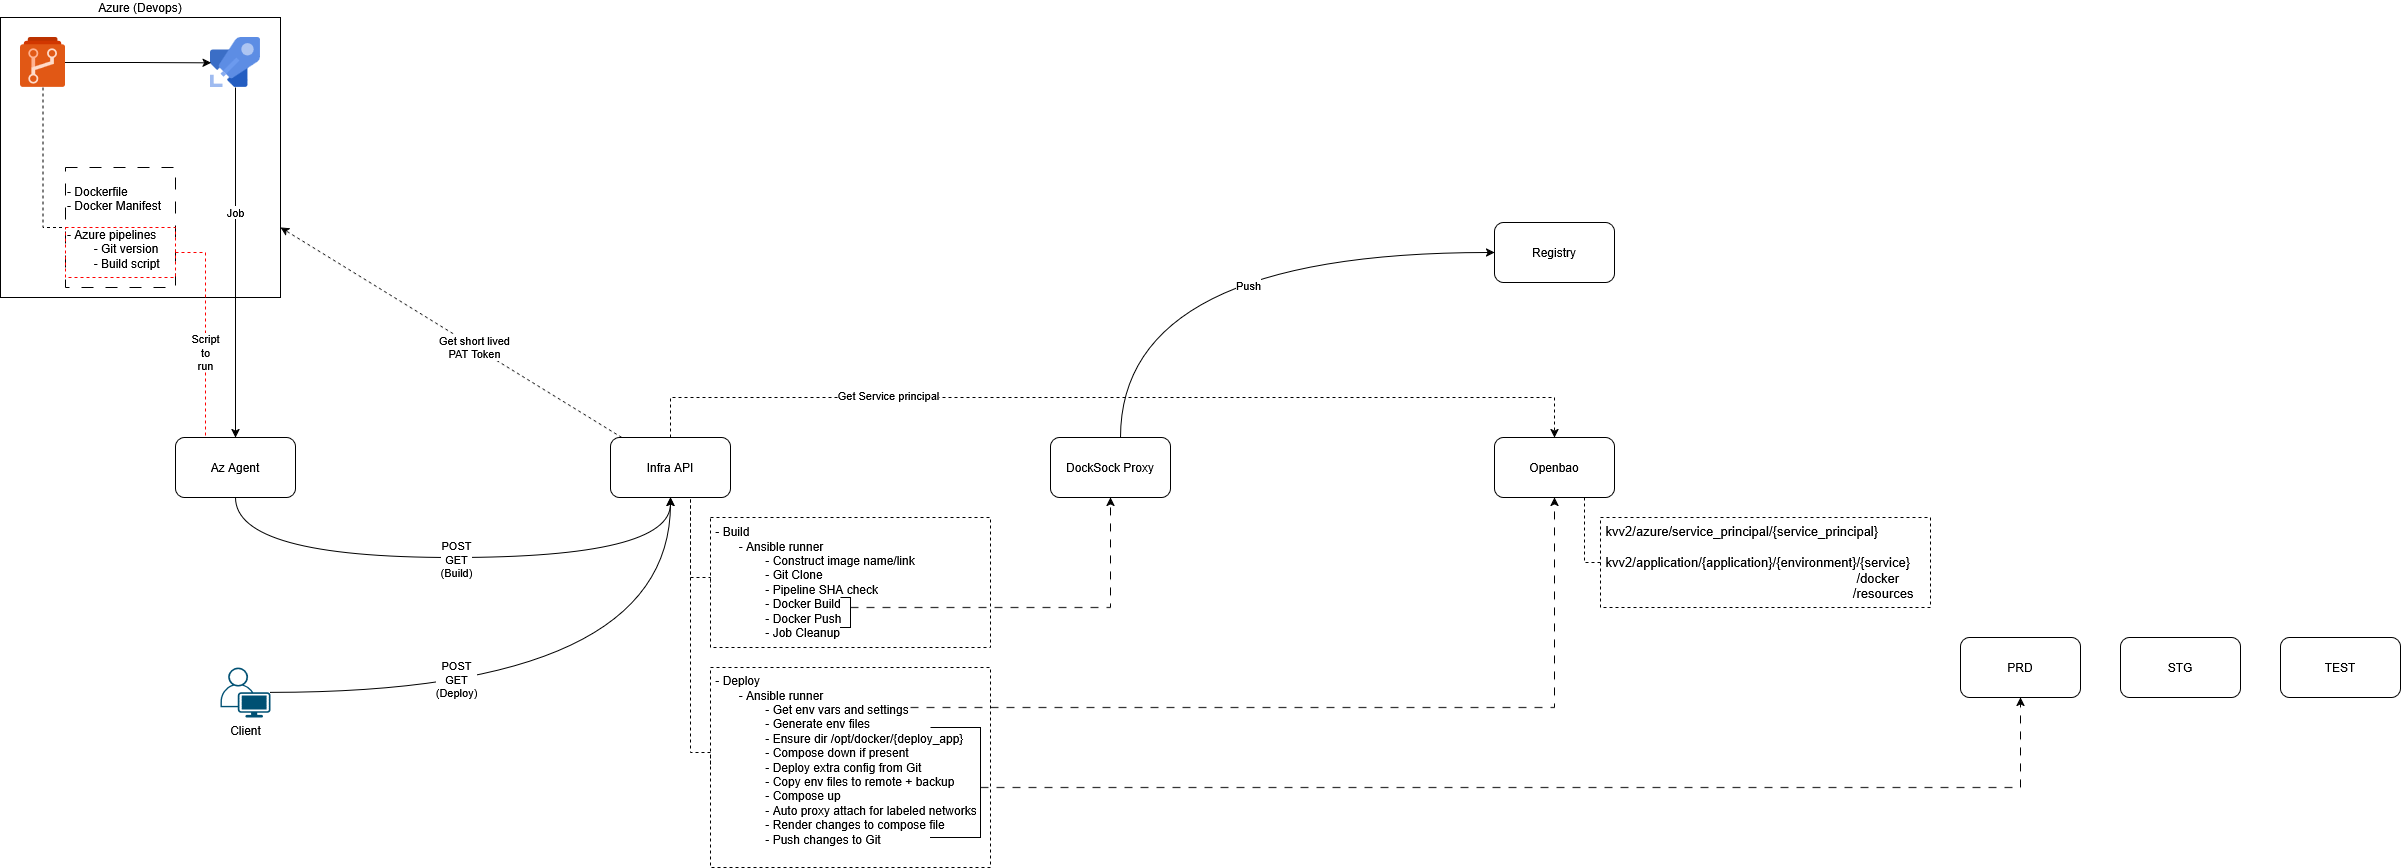 Azure (Devops)
- Dockerfile
- Docker Manifest
- Azure pipelines
- Git version
- Build script
Job
Script
to
run
Get short lived
PAT Token
Push
Registry
Get Service principal
Az Agent
Infra API
DockSock Proxy
Openbao
POST
GET
(Build)
- Build
- Ansible runner
- Construct image name/link
- Git Clone
- Pipeline SHA check
- Docker Build
- Docker Push
- Job Cleanup
kvv2/azure/service_principal/{service_principal}
kvv2/application/{application}/{environment}/{service}
/docker
/resources
POST
GET
(Deploy)
Client
- Deploy
- Ansible runner
- Get env vars and settings
- Generate env files
- Ensure dir /opt/docker/{deploy_app}
- Compose down if present
- Deploy extra config from Git
- Copy env files to remote + backup
- Compose up
- Auto proxy attach for labeled networks
- Render changes to compose file
- Push changes to Git
PRD
STG
TEST